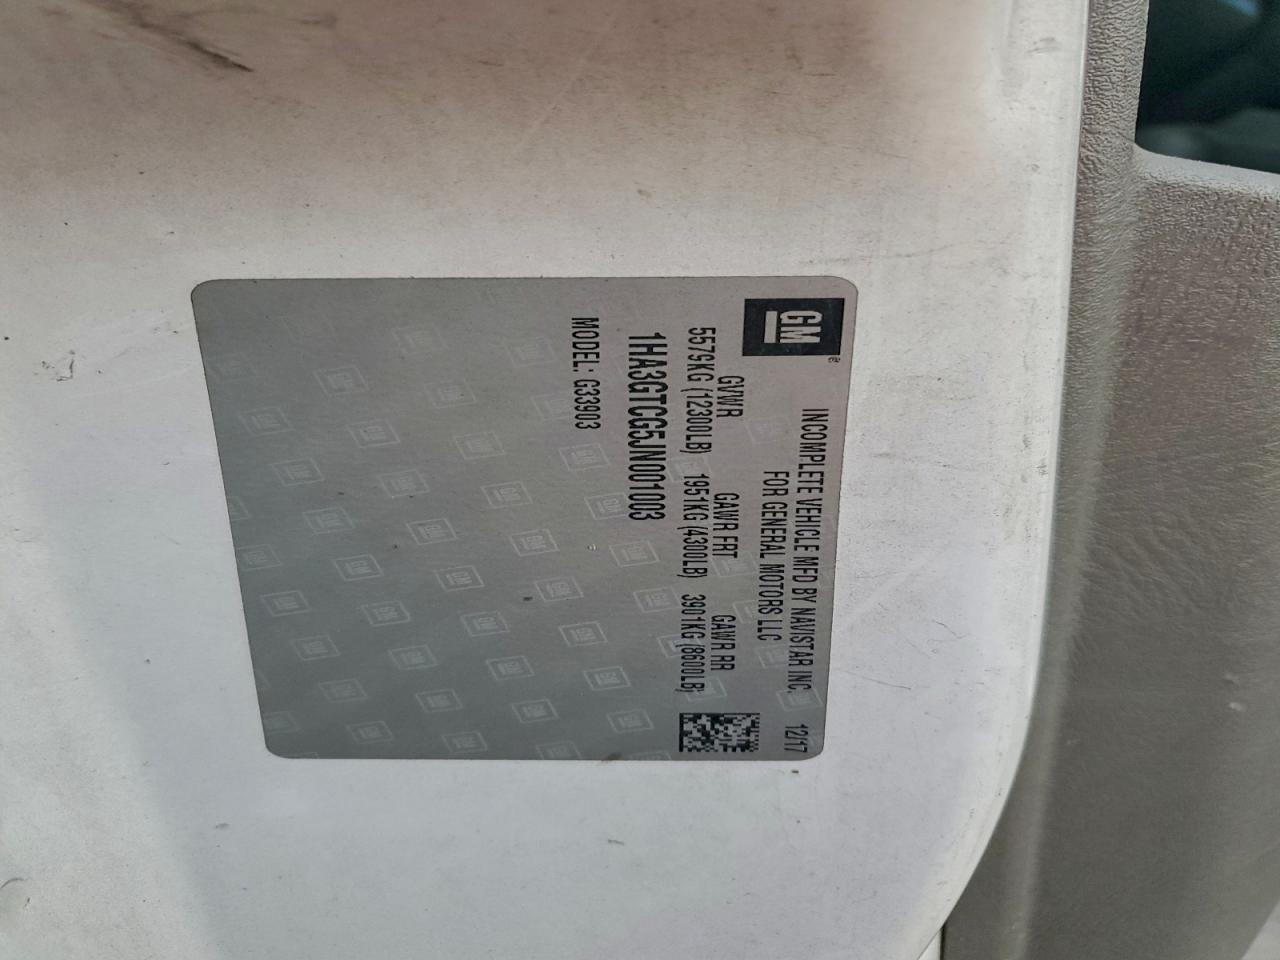 GM
INCOMPLETE VEHICLE MFD BY NAVISTAR INC. 12/17
FOR GENERAL MOTORS LLC
GVWR GAWR FRT GAWR RR
5579KG (12300LB) 1951KG (4300LB) 3901KG (8600LB)
1HA3GTCG5JN001003
MODEL: G33903